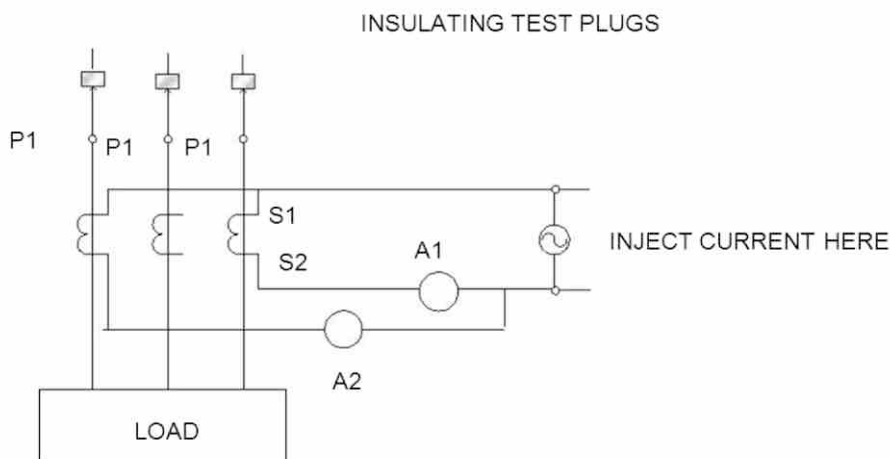 INSULATING TEST PLUGS
P1 P1 P1
S1
S2
A1
INJECT CURRENT HERE
A2
LOAD